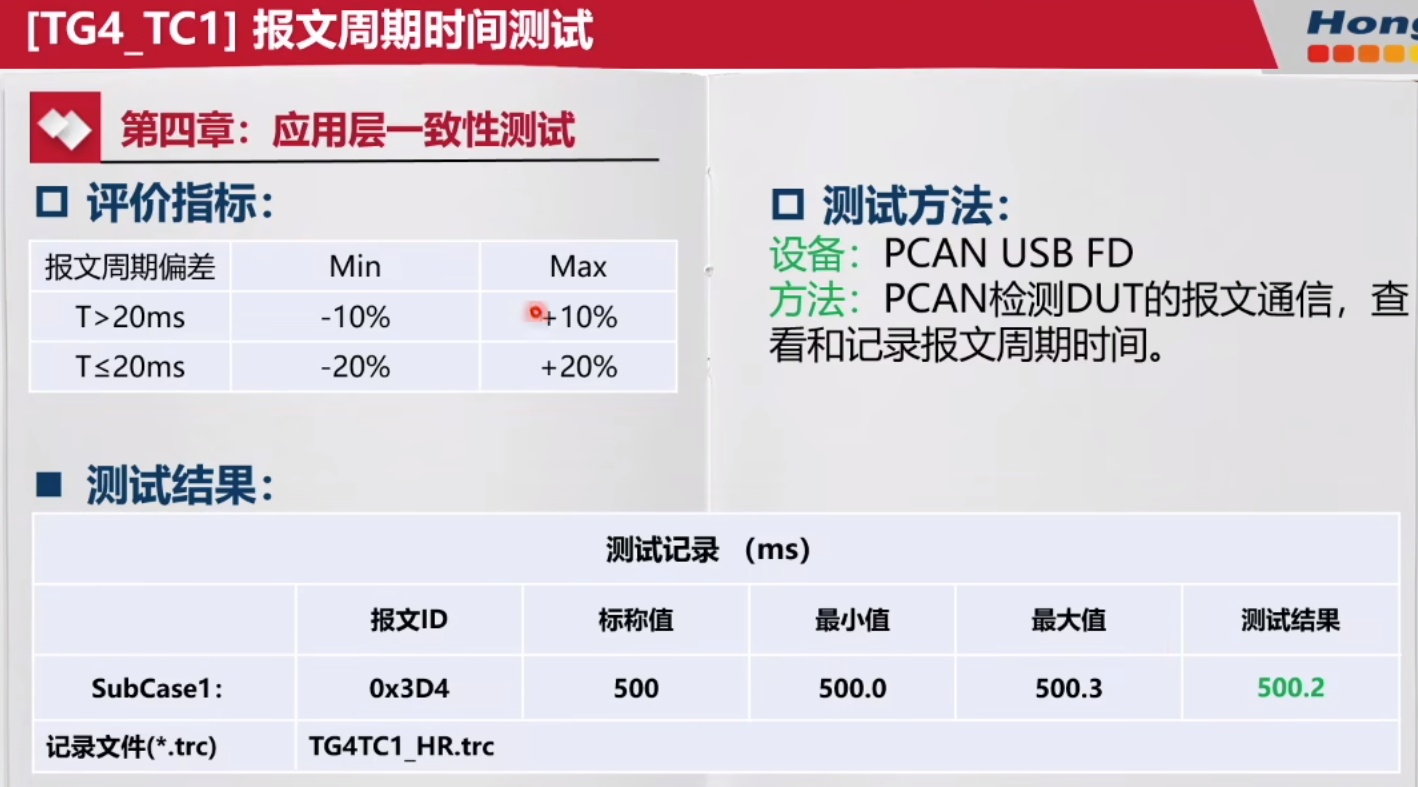 [TG4_TC1] 报文周期时间测试
Hong
第四章：应用层一致性测试
评价指标：
报文周期偏差 Min Max
T>20ms -10% +10%
T≤20ms -20% +20%
测试方法：
设备：PCAN USB FD
方法：PCAN检测DUT的报文通信，查
看和记录报文周期时间。
测试结果：
测试记录 （ms）
报文ID 标称值 最小值 最大值 测试结果
SubCase1： 0x3D4 500 500.0 500.3 500.2
记录文件(*.trc) TG4TC1_HR.trc